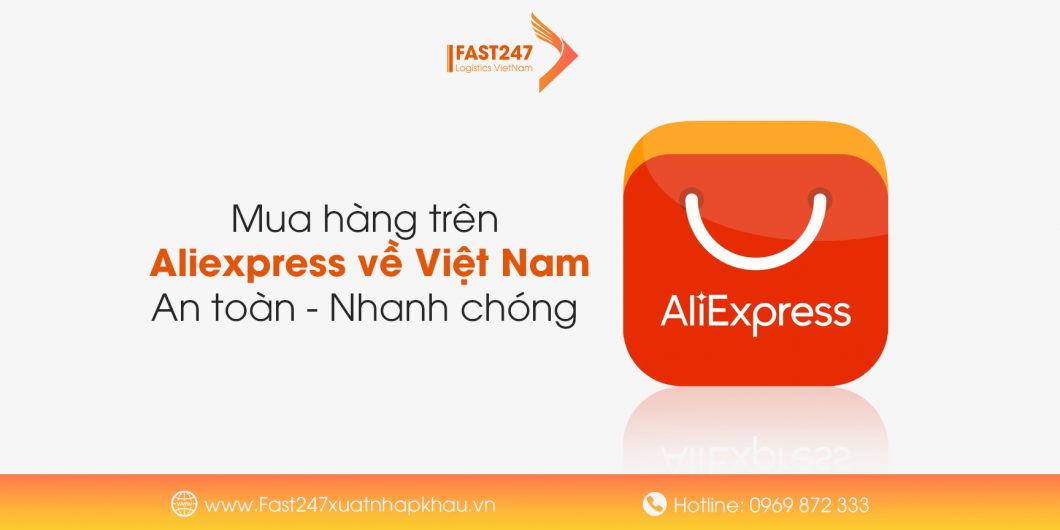 FAST247
Logistics VietNam
Mua hàng trên
Aliexpress về Việt Nam
An toàn - Nhanh chóng
AliExpress
www.Fast247xuatnhapkhau.vn
Hotline: 0969 872 333